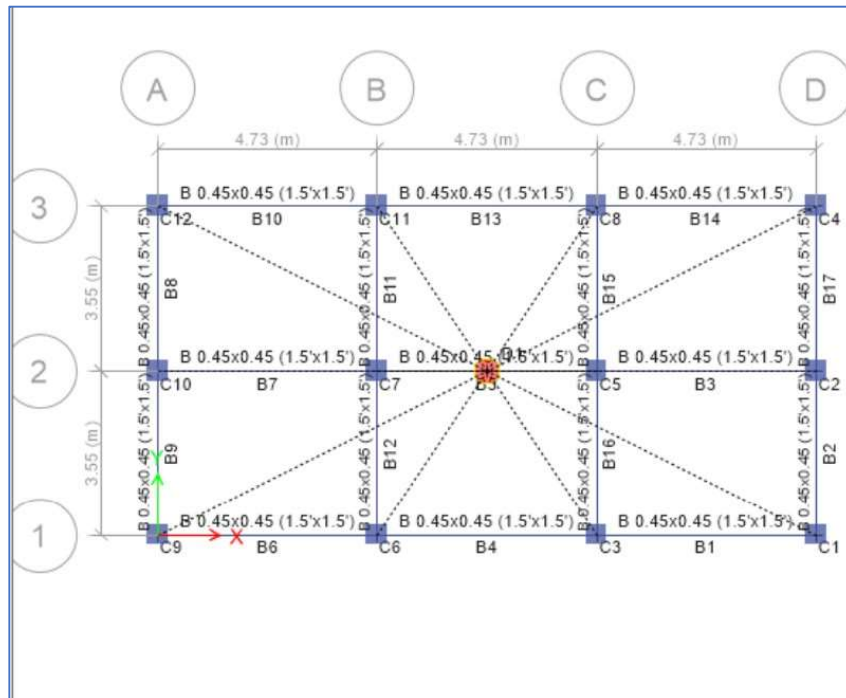 A B C D
4.73 (m) 4.73 (m) 4.73 (m)
3
B 0.45x0.45 (1.5'x1.5') B 0.45x0.45 (1.5'x1.5') B 0.45x0.45 (1.5'x1.5')
C12 B10 C11 B13 C8 B14 C4
3.55 (m)
B 0.45x0.45 (1.5'x1.5') B8 B 0.45x0.45 (1.5'x1.5') B11 B 0.45x0.45 (1.5'x1.5') B15 B 0.45x0.45 (1.5'x1.5') B17
2
B 0.45x0.45 (1.5'x1.5') B 0.45x0.45 (1.5'x1.5') B 0.45x0.45 (1.5'x1.5')
D1
C10 B7 C7 C5 B3 C2
3.55 (m)
B 0.45x0.45 (1.5'x1.5') B9 B 0.45x0.45 (1.5'x1.5') B12 B 0.45x0.45 (1.5'x1.5') B16 B 0.45x0.45 (1.5'x1.5') B2
Y
1
B 0.45x0.45 (1.5'x1.5') B 0.45x0.45 (1.5'x1.5') B 0.45x0.45 (1.5'x1.5')
X
C9 B6 C6 B4 C3 B1 C1